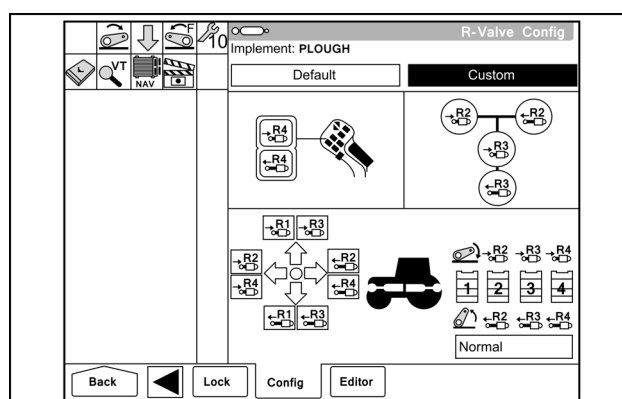 F
10
R-Valve Config
Implement: PLOUGH
VT
NAV
Default
Custom
R4
R4
R2
R2
R3
R3
R1 R3
R2
R4
R2
R4
R1 R3
R2 R3 R4
1 2 3 4
R2 R3 R4
Normal
Back
Lock
Config
Editor